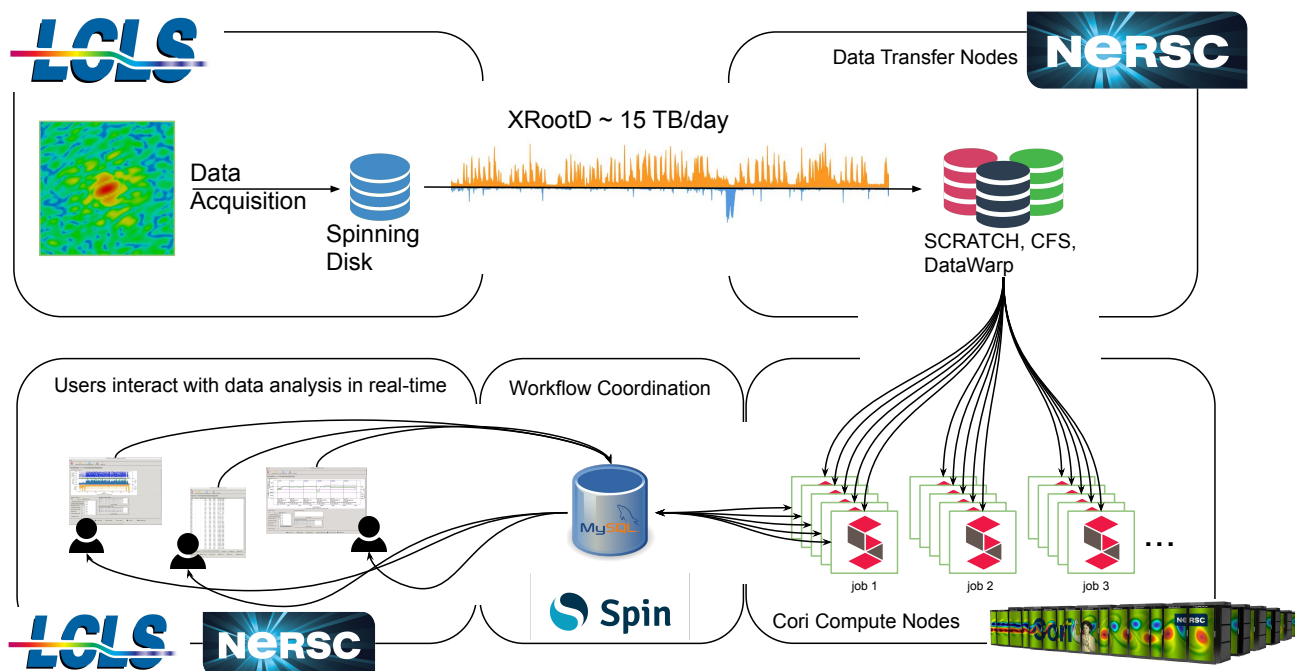 LCLS
NERSC
Data Transfer Nodes
XRootD ~ 15 TB/day
Data
Acquisition
Spinning
Disk
SCRATCH, CFS,
DataWarp
Users interact with data analysis in real-time
Workflow Coordination
MySQL
job 1
job 2
job 3
...
Spin
Cori Compute Nodes
Cori
NERSC
LCLS
NERSC